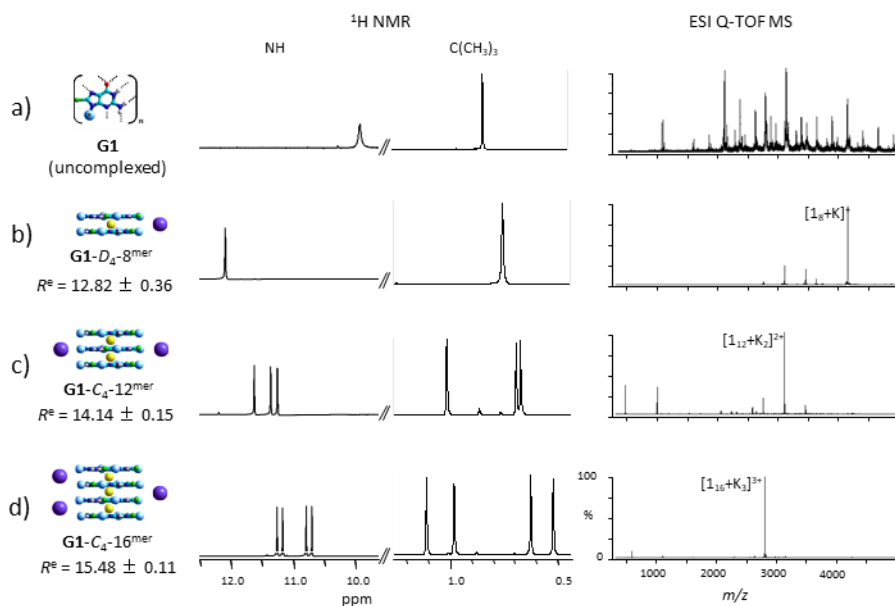 ¹H NMR ESI Q-TOF MS
NH C(CH₃)₃
a)
n
G1
(uncomplexed)
b)
G1-D₄-8ᵐᵉʳ
Rᵉ = 12.82 ± 0.36
[1₈+K]⁺
c)
G1-C₄-12ᵐᵉʳ
Rᵉ = 14.14 ± 0.15
[1₁₂+K₂]²⁺
d)
G1-C₄-16ᵐᵉʳ
Rᵉ = 15.48 ± 0.11
100
%
0
[1₁₆+K₃]³⁺
12.0 11.0 10.0 1.0 0.5 1000 2000 3000 4000
ppm m/z